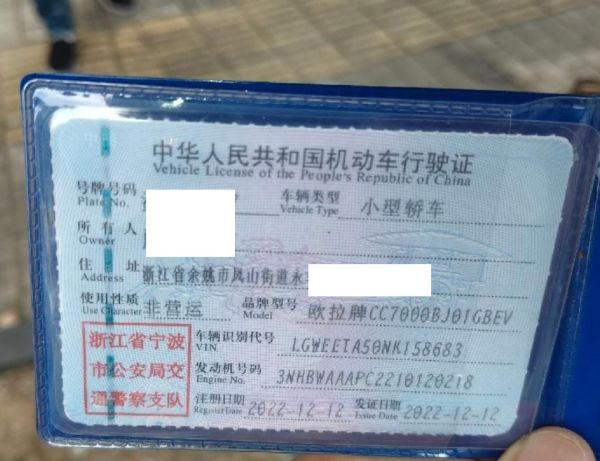 中华人民共和国机动车行驶证
Vehicle License of the People's Republic of China
号牌号码
Plate No.
车辆类型 小型轿车
Vehicle Type
所有人
Owner
住址 浙江省余姚市凤山街道永
Address
使用性质 非营运
Use Character
品牌型号 欧拉牌CC7000BJ01GBEV
Model
浙江省宁波
市公安局交
通警察支队
车辆识别代号 LGWEETA50NK158683
VIN
发动机号码 3NHBWAAAPC2210120218
Engine No.
注册日期 2022-12-12
Register Date
发证日期 2022-12-12
Issue Date